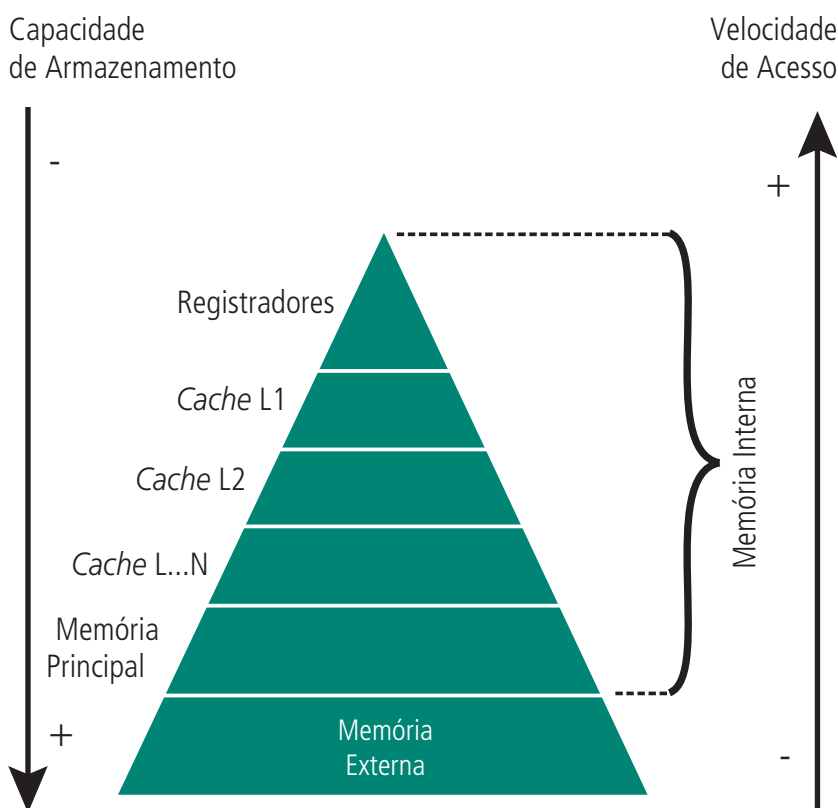 Capacidade
de Armazenamento
Velocidade
de Acesso
-
+
Registradores
Cache L1
Cache L2
Cache L...N
Memória
Principal
Memória Interna
+
Memória
Externa
-